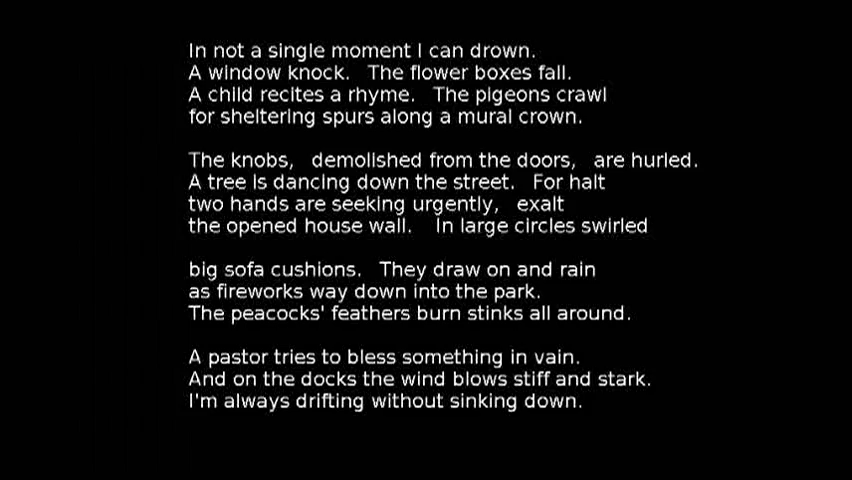 In not a single moment I can drown.
A window knock. The flower boxes fall.
A child recites a rhyme. The pigeons crawl
for sheltering spurs along a mural crown.
The knobs, demolished from the doors, are hurled.
A tree is dancing down the street. For halt
two hands are seeking urgently, exalt
the opened house wall. In large circles swirled
big sofa cushions. They draw on and rain
as fireworks way down into the park.
The peacocks' feathers burn stinks all around.
A pastor tries to bless something in vain.
And on the docks the wind blows stiff and stark.
I'm always drifting without sinking down.